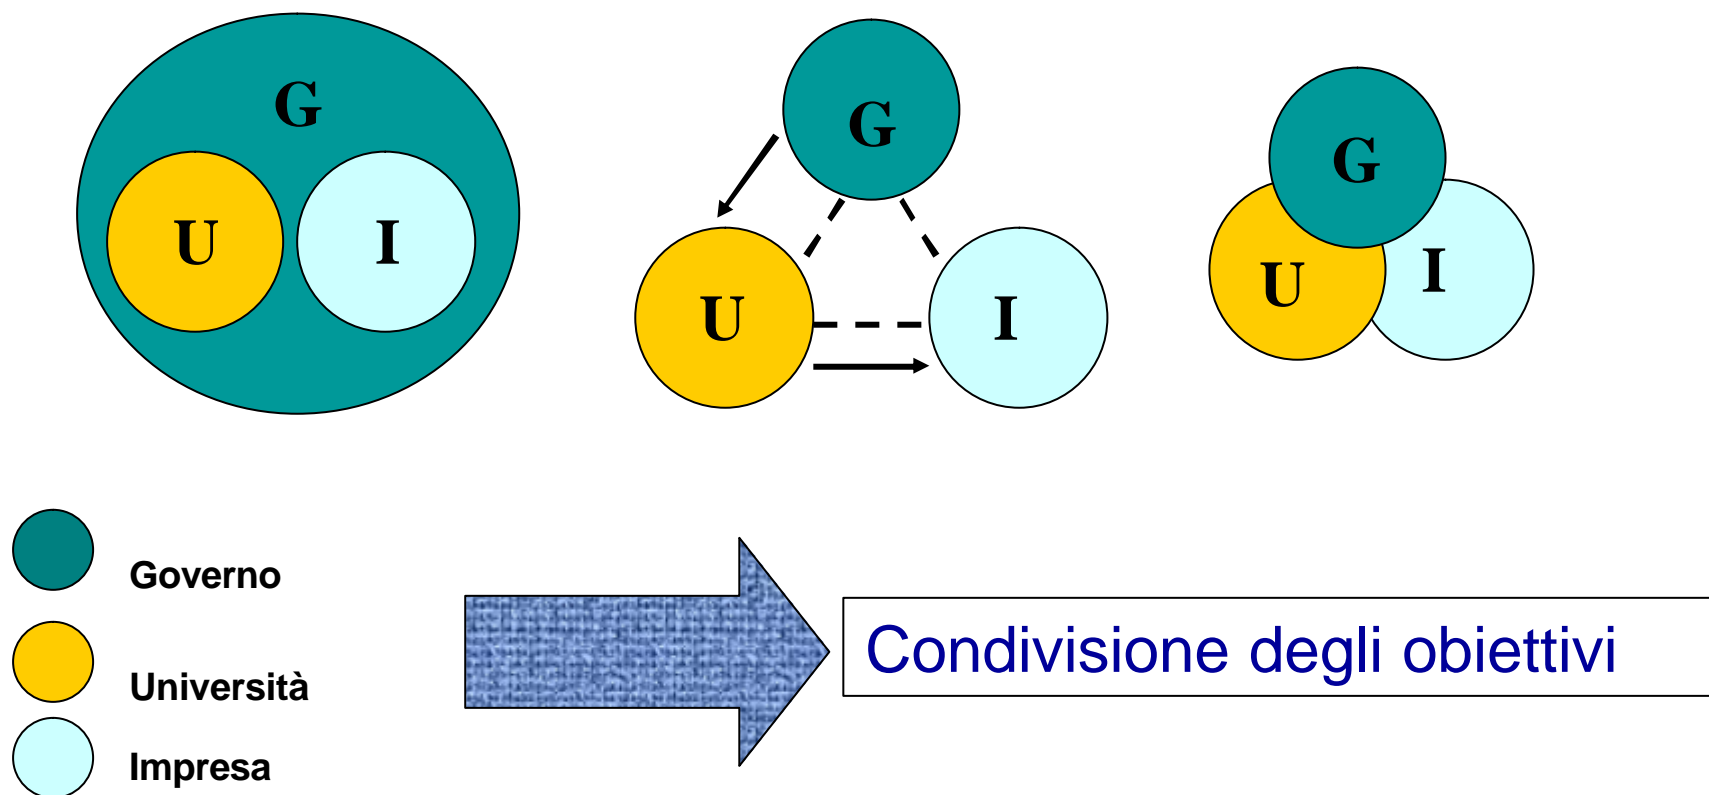 G
U
I
G
U
I
G
U
I
Governo
Università
Impresa
Condivisione degli obiettivi